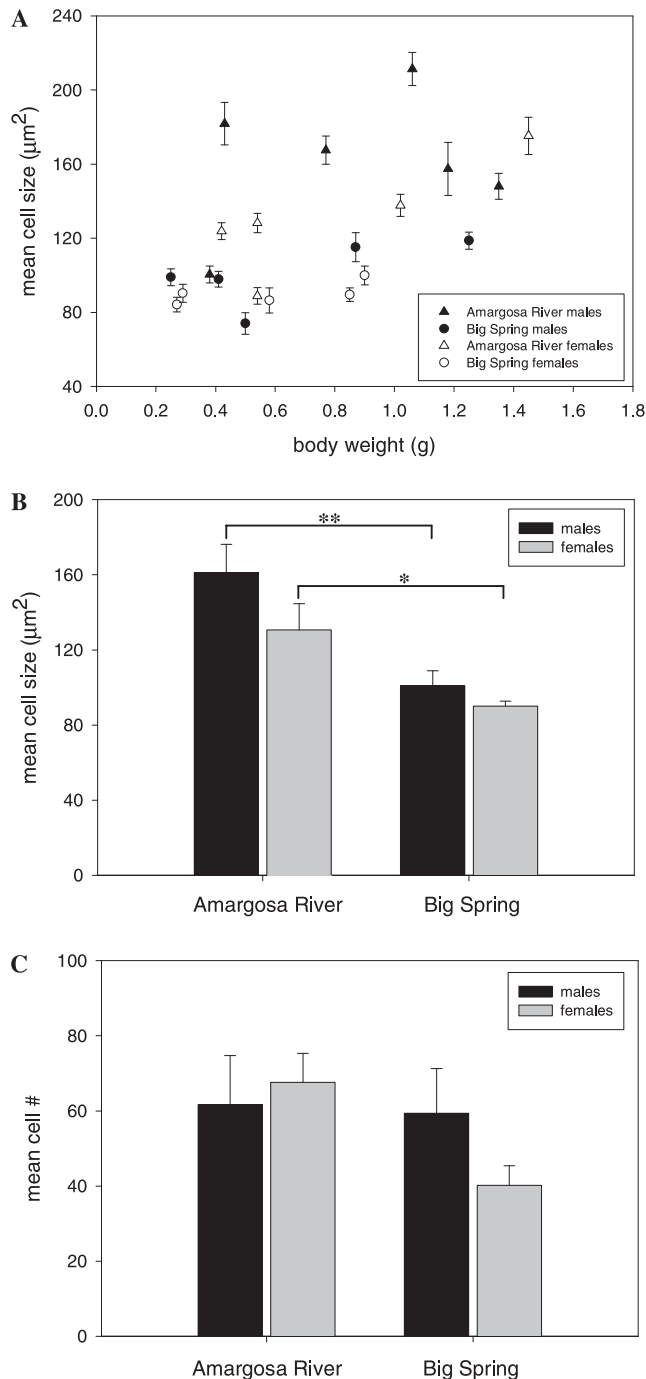 A
240
200
160
120
80
40
mean cell size (μm²)
0.0 0.2 0.4 0.6 0.8 1.0 1.2 1.4 1.6 1.8
body weight (g)
Amargosa River males
Big Spring males
Amargosa River females
Big Spring females
B
200
160
120
80
40
0
mean cell size (μm²)
**
*
males
females
Amargosa River Big Spring
C
100
80
60
40
20
0
mean cell #
males
females
Amargosa River Big Spring